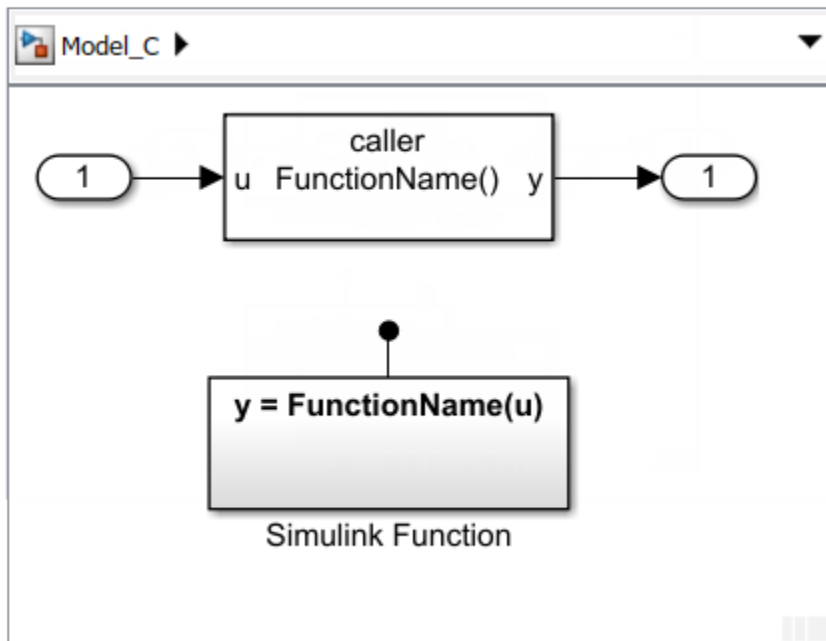 Model_C
caller
1 u FunctionName() y 1
y = FunctionName(u)
Simulink Function